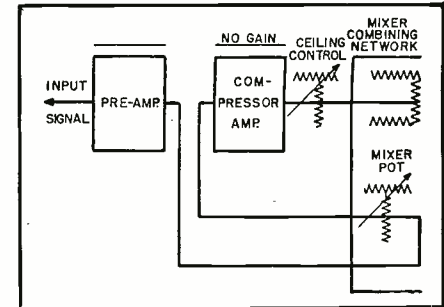 MIXER
COMBINING
NETWORK
NO GAIN
CEILING
CONTROL
INPUT
SIGNAL
PRE-AMP.
COM-
PRESSOR
AMP.
MIXER
POT